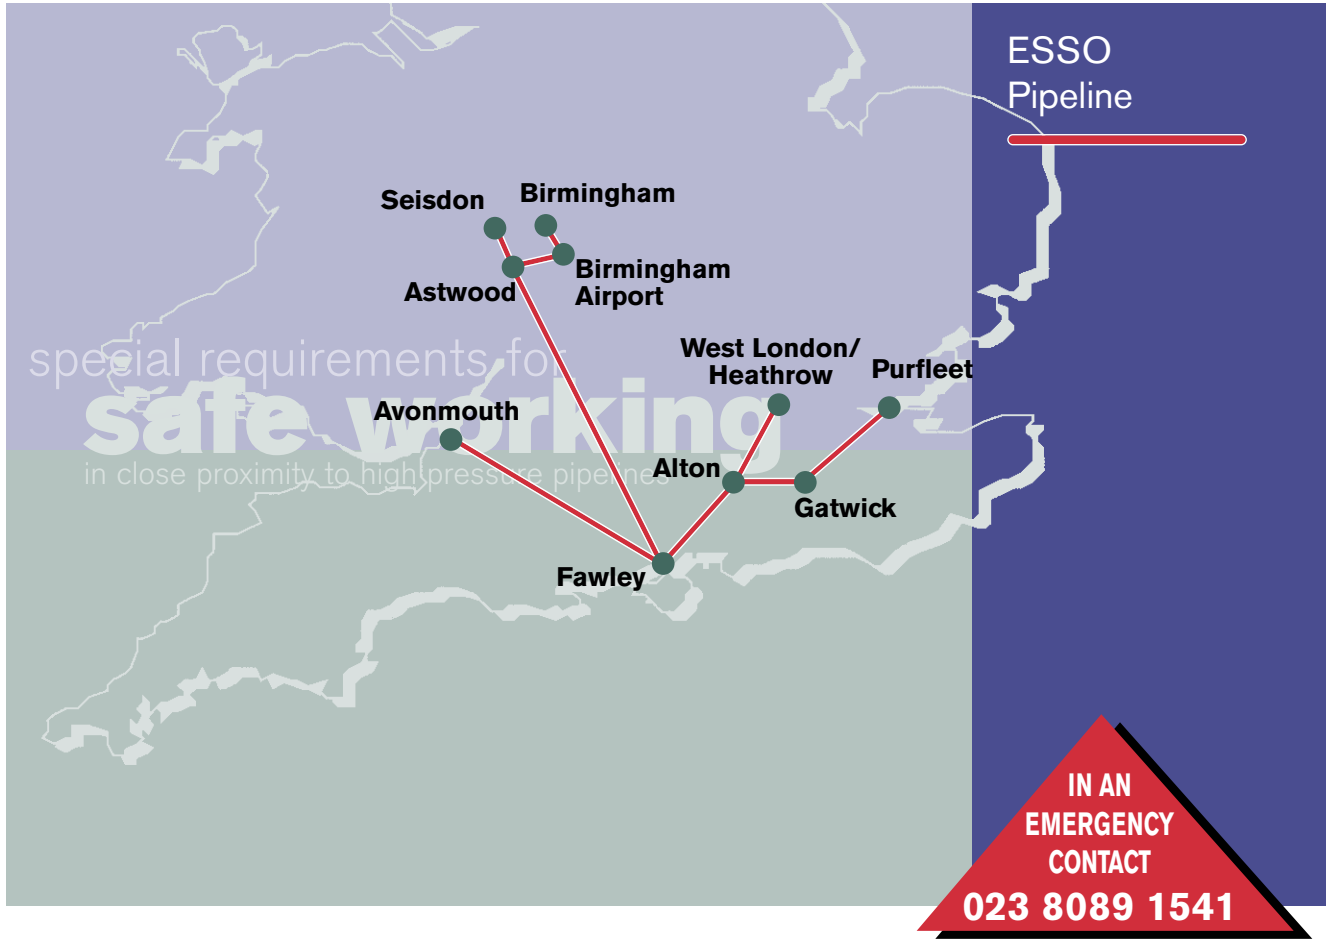 ESSO
Pipeline
Seisdon
Birmingham
Birmingham
Airport
Astwood
special requirements for
West London/
Heathrow
Purfleet
safe working
Avonmouth
in close proximity to high pressure pipelines
Alton
Gatwick
Fawley
IN AN
EMERGENCY
CONTACT
023 8089 1541